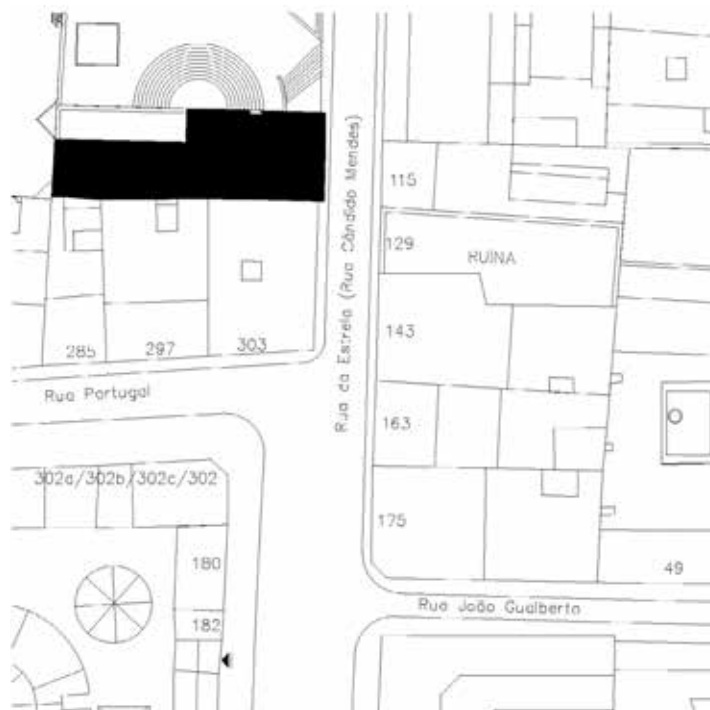 115
129
RUINA
Rua da Estrela (Rua Cândido Mendes)
143
285
297
303
Rua Portugal
163
302a/302b/302c/302
175
180
49
Rua João Gualberto
182